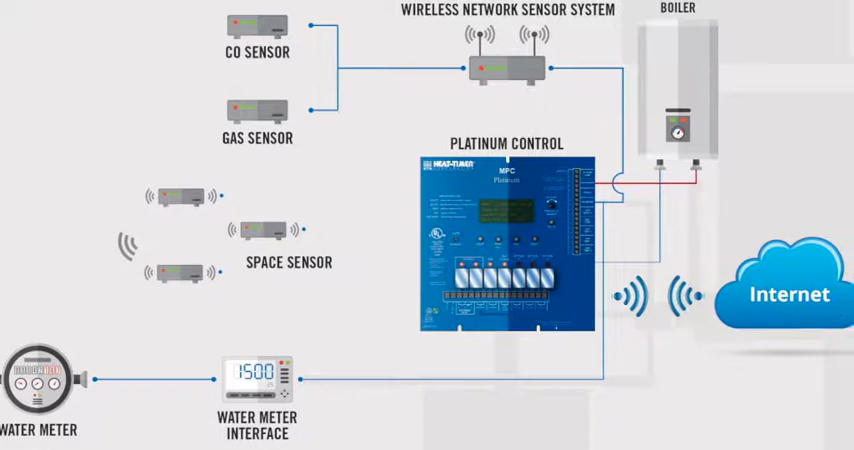 WIRELESS NETWORK SENSOR SYSTEM
BOILER
CO SENSOR
GAS SENSOR
PLATINUM CONTROL
HEAT-TIMER
MPC
Platinum
SPACE SENSOR
Internet
1500
WATER METER
WATER METER
INTERFACE